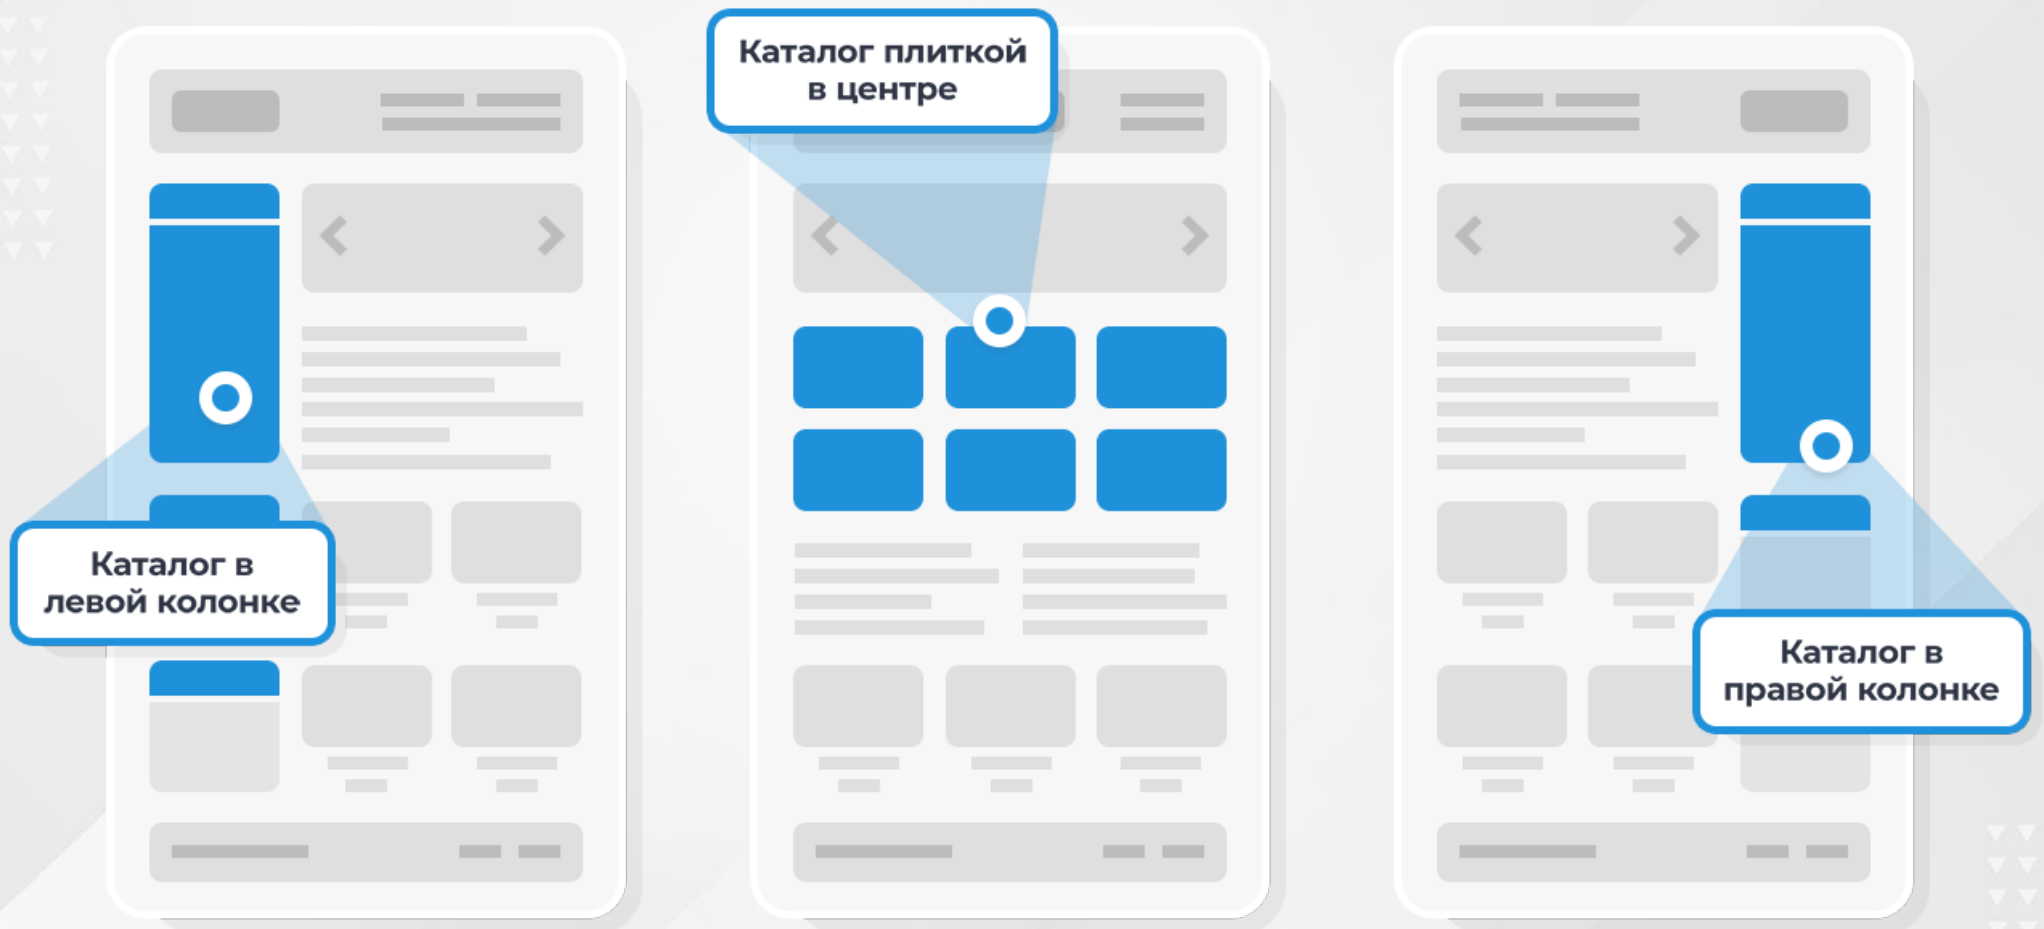 Каталог плиткой
в центре
Каталог в
левой колонке
Каталог в
правой колонке